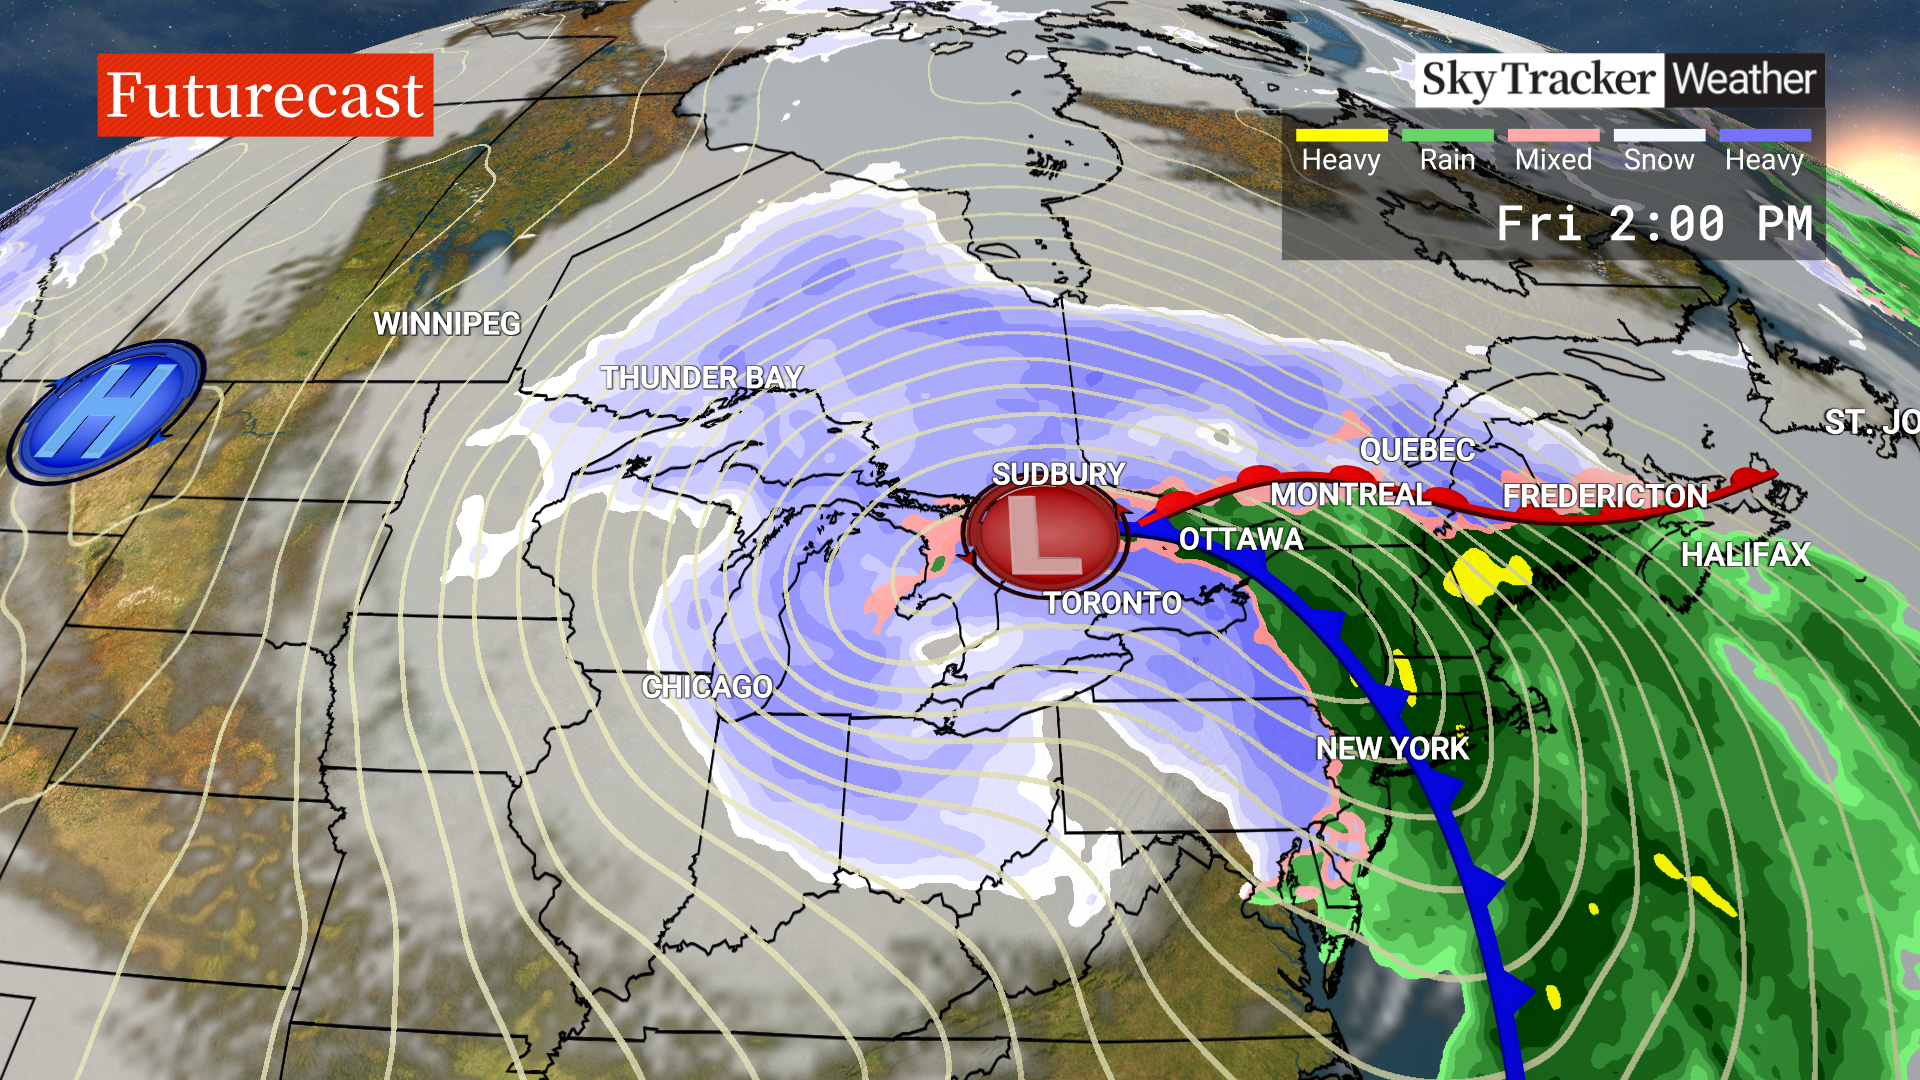 Futurecast
SkyTracker Weather
Heavy Rain Mixed Snow Heavy
Fri 2:00 PM
WINNIPEG
H
THUNDER BAY
ST. JO
QUEBEC
SUDBURY
MONTREAL
FREDERICTON
L
OTTAWA
HALIFAX
TORONTO
CHICAGO
NEW YORK